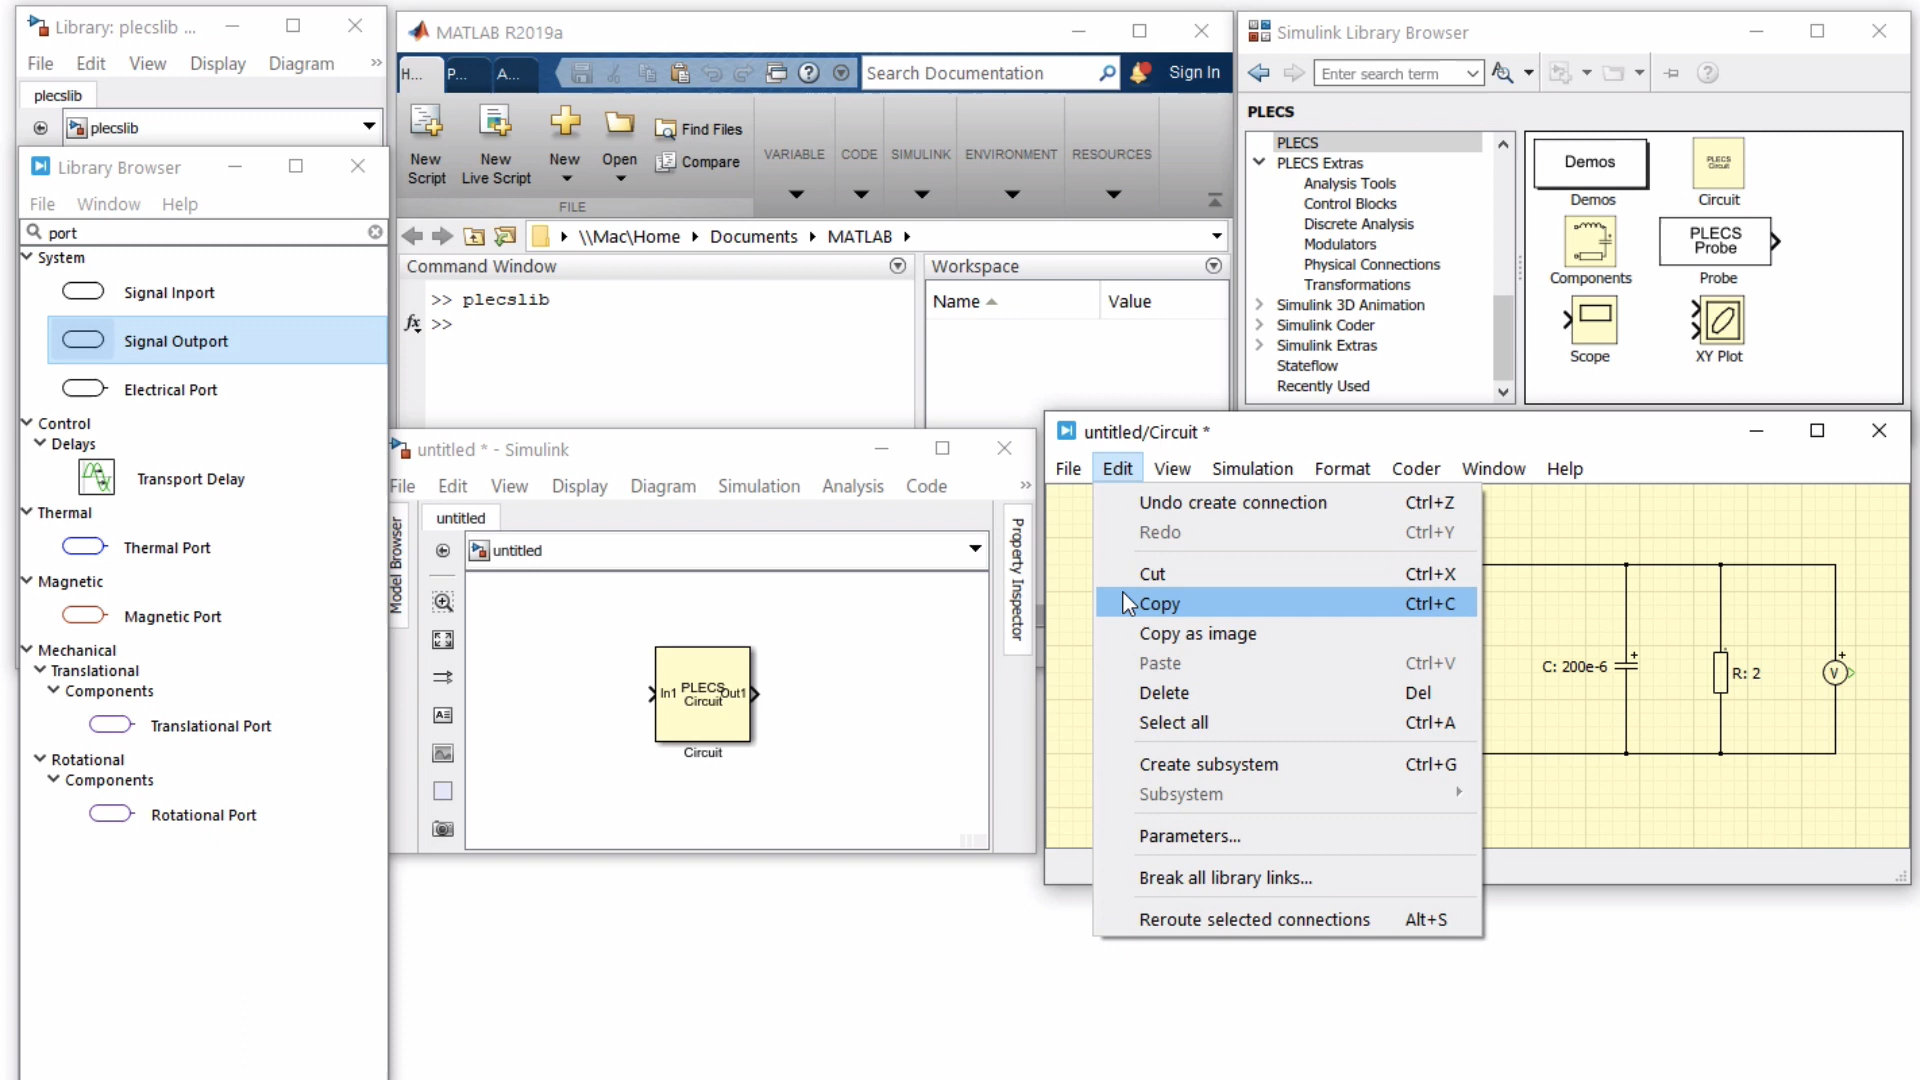 Library: plecslib ...
File Edit View Display Diagram »
plecslib
plecslib
Library Browser
File Window Help
port
System
Signal Inport
Signal Outport
Electrical Port
Control
Delays
Transport Delay
Thermal
Thermal Port
Magnetic
Magnetic Port
Mechanical
Translational
Components
Translational Port
Rotational
Components
Rotational Port
MATLAB R2019a
H... P... A... Search Documentation Sign In
New Script
New Live Script
New
Open
Find Files
Compare
FILE
VARIABLE CODE SIMULINK ENVIRONMENT RESOURCES
\\Mac\Home Documents MATLAB
Command Window
>> plecslib
fx >>
Workspace
Name Value
Simulink Library Browser
Enter search term
PLECS
PLECS
PLECS Extras
Analysis Tools
Control Blocks
Discrete Analysis
Modulators
Physical Connections
Transformations
Simulink 3D Animation
Simulink Coder
Simulink Extras
Stateflow
Recently Used
Demos
Demos
PLECS
Circuit
Circuit
Components
PLECS
Probe
Probe
Scope
XY Plot
untitled * - Simulink
File Edit View Display Diagram Simulation Analysis Code »
untitled
untitled
Model Browser
Property Inspector
In1 PLECS Circuit Out1
Circuit
untitled/Circuit *
File Edit View Simulation Format Coder Window Help
Undo create connection Ctrl+Z
Redo Ctrl+Y
Cut Ctrl+X
Copy Ctrl+C
Copy as image
Paste Ctrl+V
Delete Del
Select all Ctrl+A
Create subsystem Ctrl+G
Subsystem
Parameters...
Break all library links...
Reroute selected connections Alt+S
C: 200e-6 +
R: 2
+
V